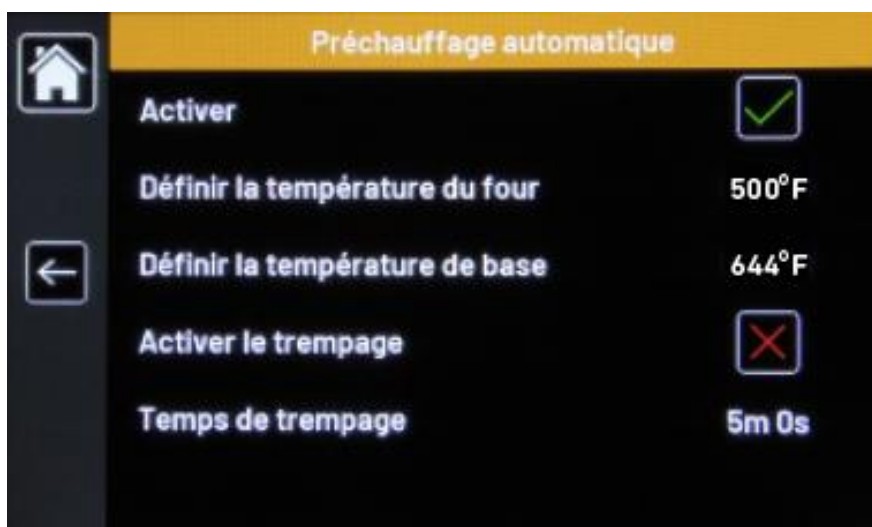 Préchauffage automatique
Activer
Définir la température du four 500°F
Définir la température de base 644°F
Activer le trempage
Temps de trempage 5m 0s